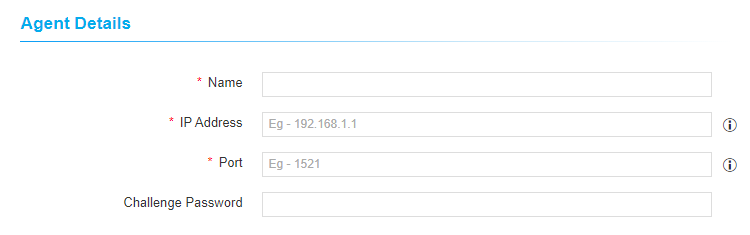 Agent Details
* Name
* IP Address Eg - 192.168.1.1
* Port Eg - 1521
Challenge Password